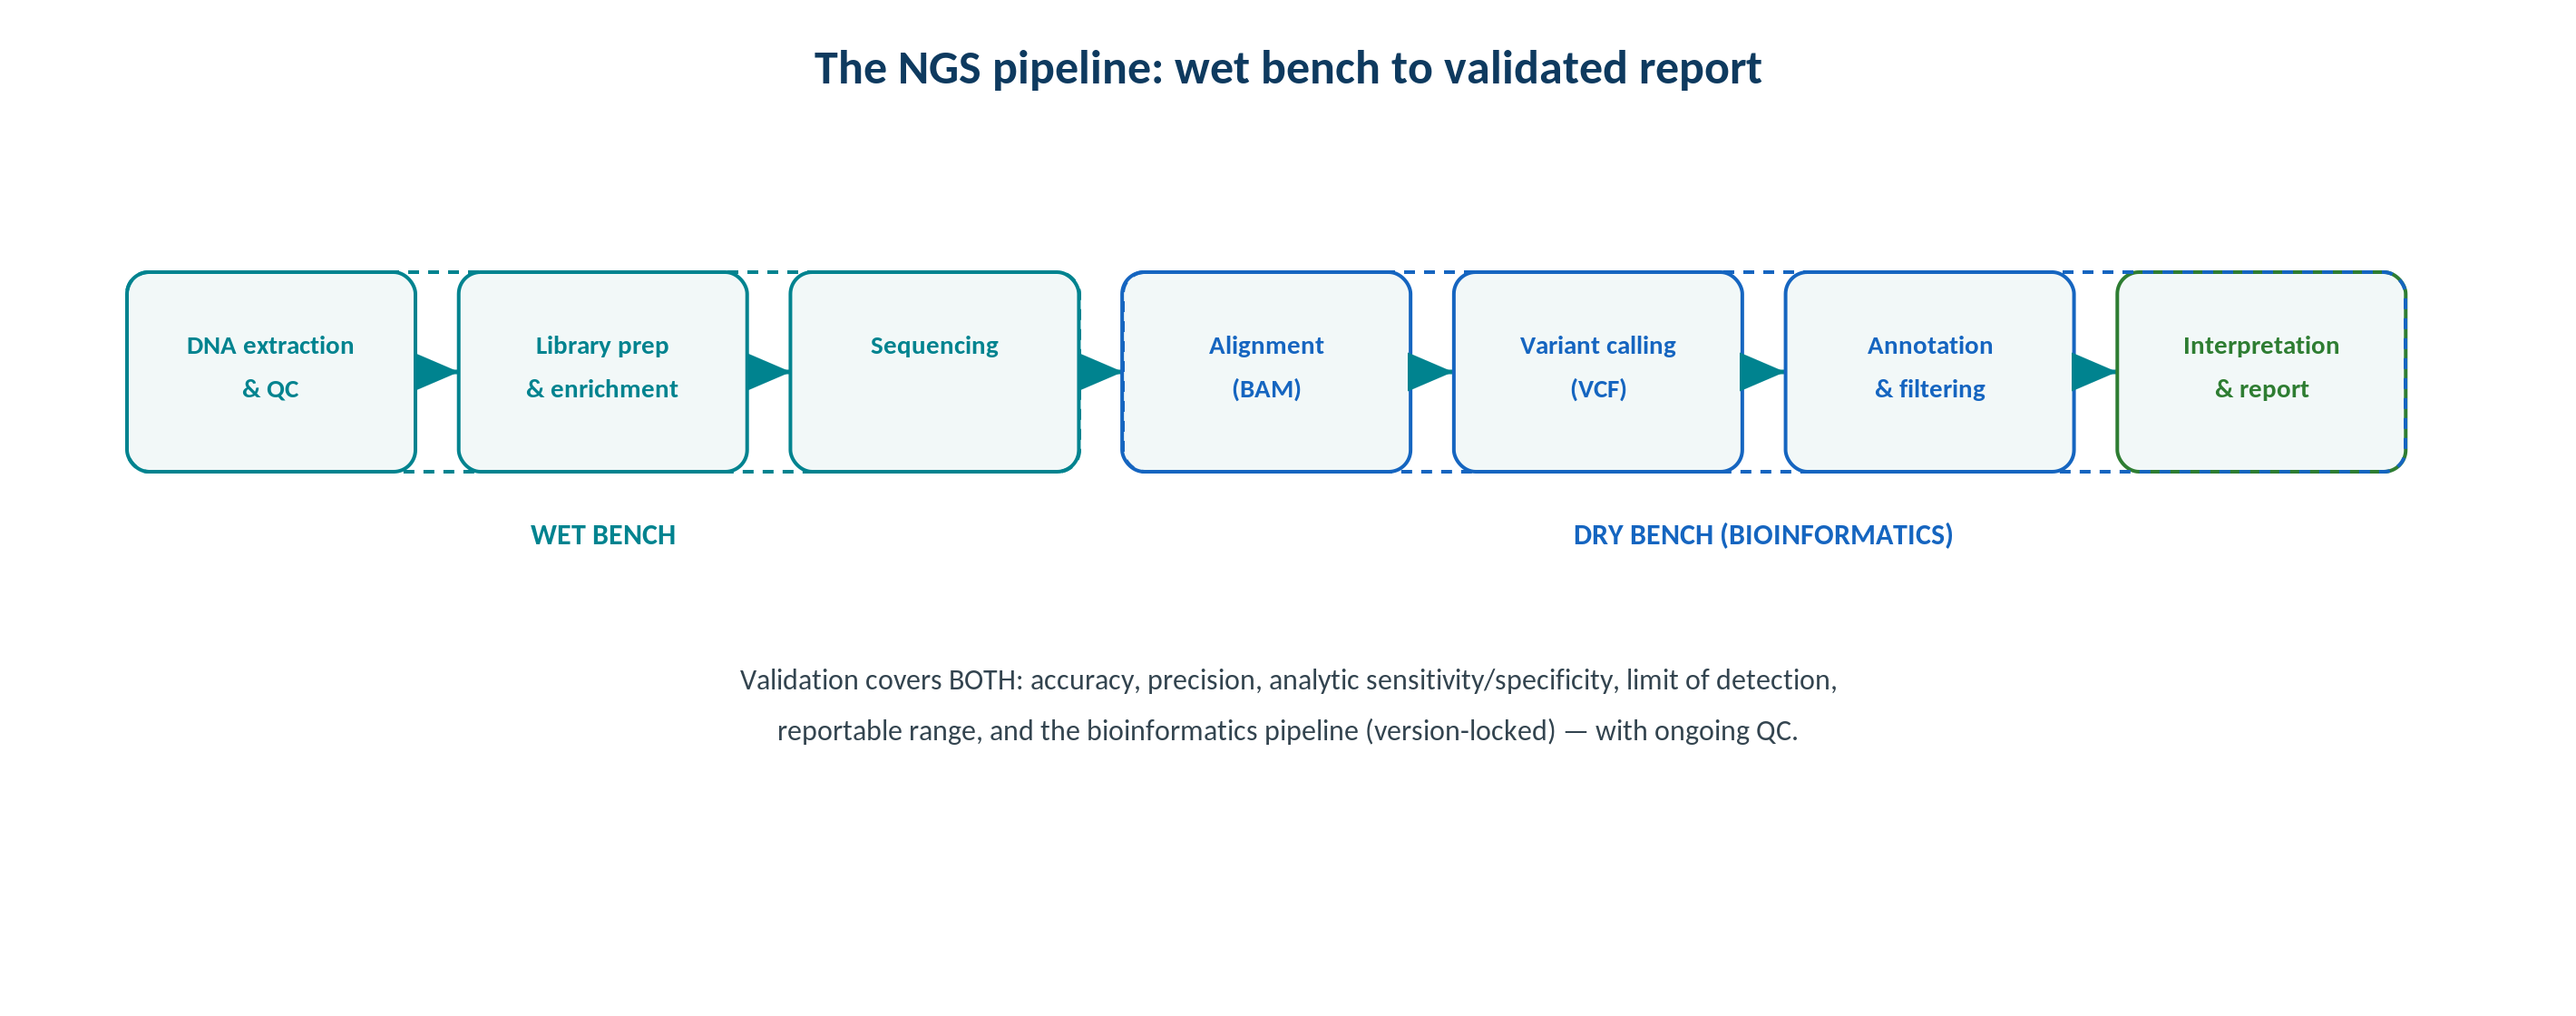 The NGS pipeline: wet bench to validated report
DNA extraction
& QC
Library prep
& enrichment
Sequencing
Alignment
(BAM)
Variant calling
(VCF)
Annotation
& filtering
Interpretation
& report
WET BENCH
DRY BENCH (BIOINFORMATICS)
Validation covers BOTH: accuracy, precision, analytic sensitivity/specificity, limit of detection,
reportable range, and the bioinformatics pipeline (version-locked) — with ongoing QC.